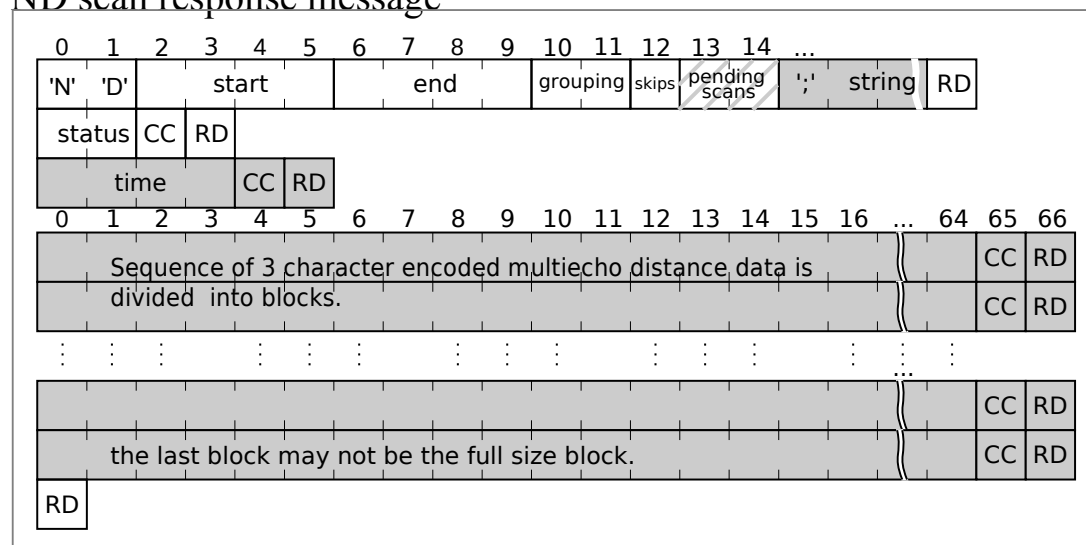 ND scan response message
0 1 2 3 4 5 6 7 8 9 10 11 12 13 14 ...
'N' 'D' start end grouping skips pending scans ';' string RD
status CC RD
time CC RD
0 1 2 3 4 5 6 7 8 9 10 11 12 13 14 15 16 ... 64 65 66
Sequence of 3 character encoded multiecho distance data is CC RD
divided into blocks. CC RD
...
CC RD
the last block may not be the full size block. CC RD
RD